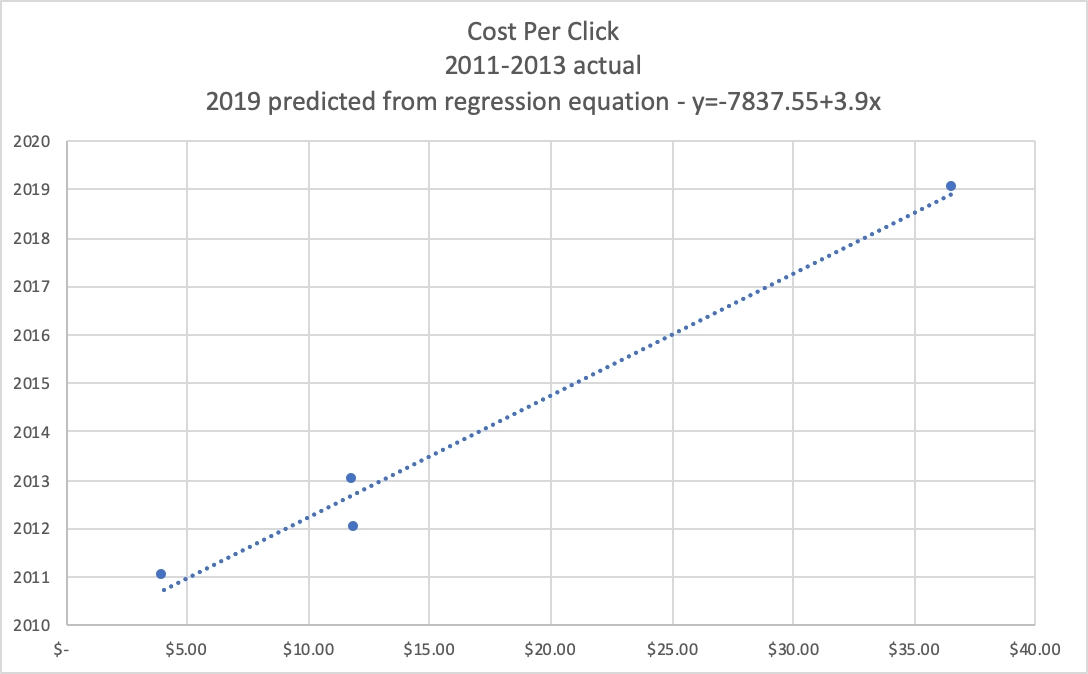 Cost Per Click
2011-2013 actual
2019 predicted from regression equation - y=-7837.55+3.9x
2020
2019
2018
2017
2016
2015
2014
2013
2012
2011
2010
$- $5.00 $10.00 $15.00 $20.00 $25.00 $30.00 $35.00 $40.00